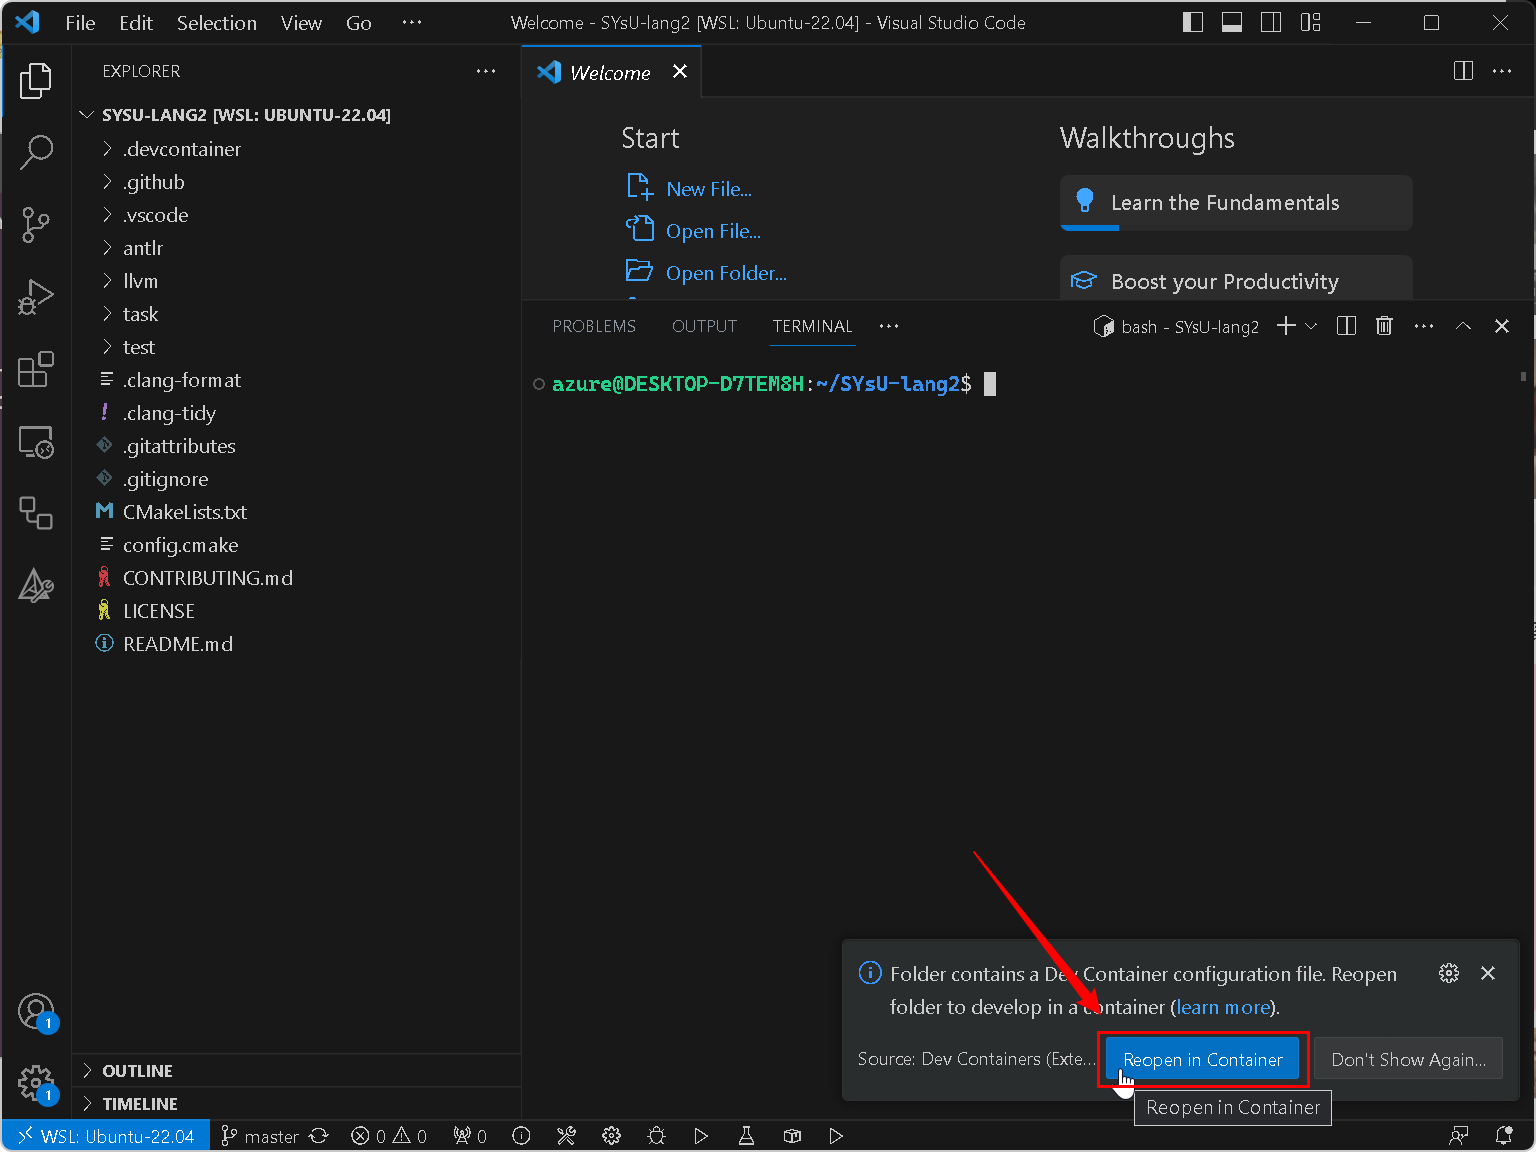 File Edit Selection View Go ··· Welcome - SYsU-lang2 [WSL: Ubuntu-22.04] - Visual Studio Code
EXPLORER ···
SYSU-LANG2 [WSL: UBUNTU-22.04]
.devcontainer
.github
.vscode
antlr
llvm
task
test
.clang-format
! .clang-tidy
.gitattributes
.gitignore
M CMakeLists.txt
config.cmake
CONTRIBUTING.md
LICENSE
README.md
OUTLINE
TIMELINE
1
1
Welcome
Start
New File...
Open File...
Open Folder...
Walkthroughs
Learn the Fundamentals
Boost your Productivity
PROBLEMS OUTPUT TERMINAL ··· bash - SYsU-lang2
azure@DESKTOP-D7TEM8H:~/SYsU-lang2$
Folder contains a Dev Container configuration file. Reopen
folder to develop in a container (learn more).
Source: Dev Containers (Exte... Reopen in Container Don't Show Again...
Reopen in Container
WSL: Ubuntu-22.04 master 0 0 0